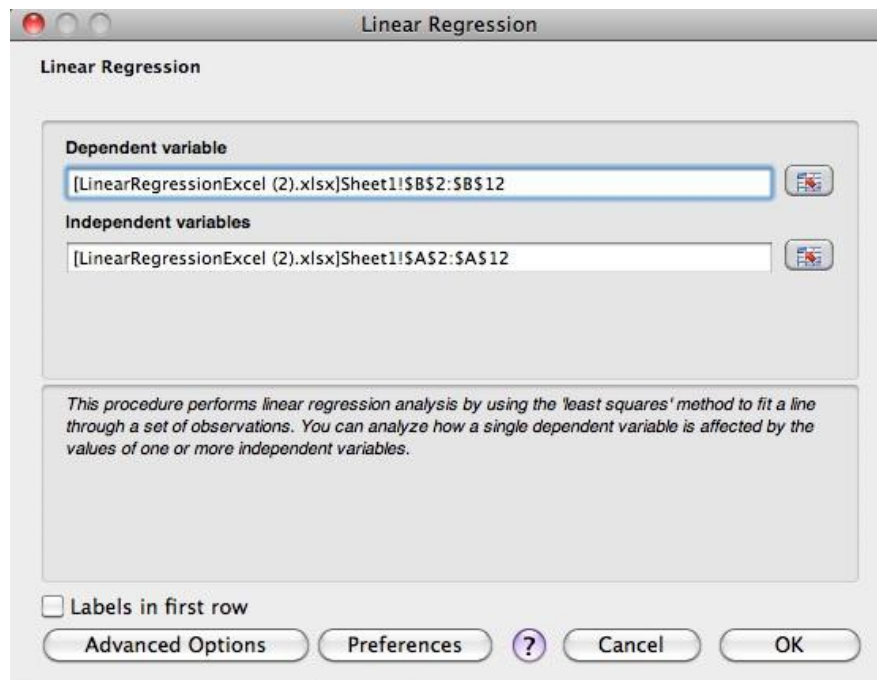 Linear Regression
Linear Regression
Dependent variable
[LinearRegressionExcel (2).xlsx]Sheet1!$B$2:$B$12
Independent variables
[LinearRegressionExcel (2).xlsx]Sheet1!$A$2:$A$12
This procedure performs linear regression analysis by using the 'least squares' method to fit a line
through a set of observations. You can analyze how a single dependent variable is affected by the
values of one or more independent variables.
Labels in first row
Advanced Options Preferences ? Cancel OK